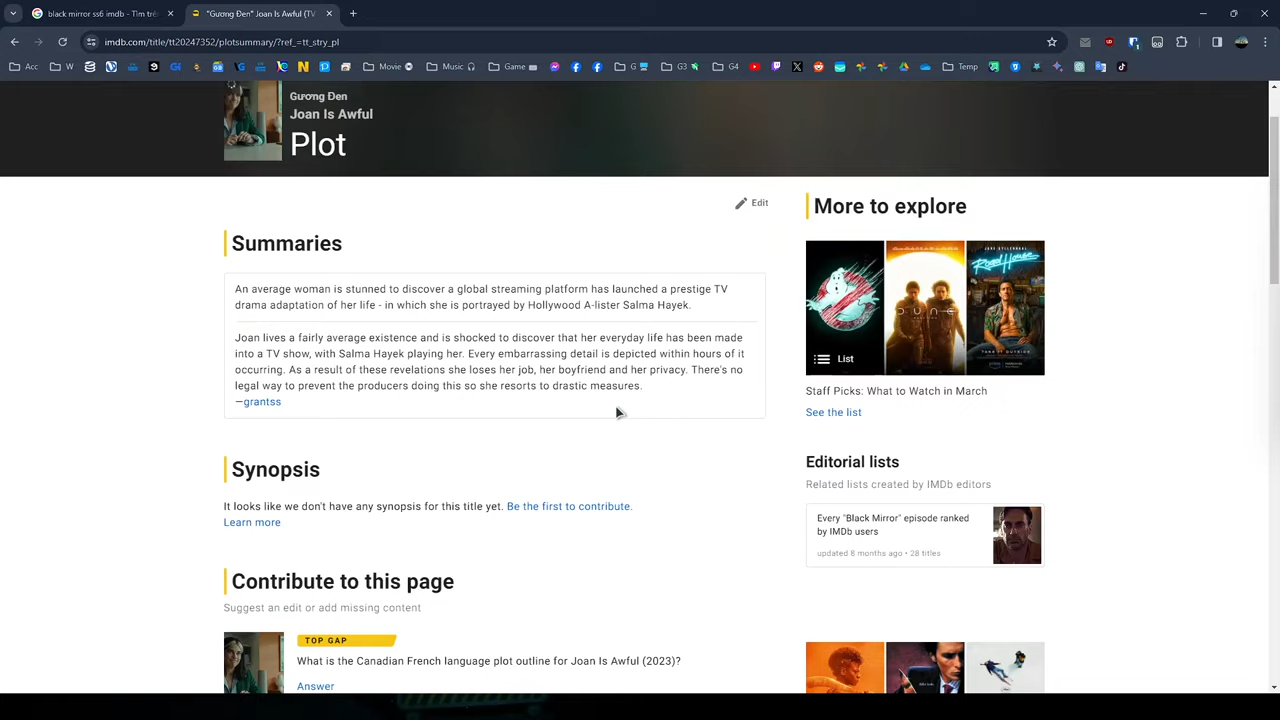 black mirror ss6 imdb - Tìm trê
"Gương Đen" Joan Is Awful (TV
imdb.com/title/tt20247352/plotsummary/?ref_=tt_stry_pl
Acc
W
Movie
Music
Game
G
G3
G4
Temp
Gương Đen
Joan Is Awful
Plot
Edit
Summaries
An average woman is stunned to discover a global streaming platform has launched a prestige TV
drama adaptation of her life - in which she is portrayed by Hollywood A-lister Salma Hayek.
Joan lives a fairly average existence and is shocked to discover that her everyday life has been made
into a TV show, with Salma Hayek playing her. Every embarrassing detail is depicted within hours of it
occurring. As a result of these revelations she loses her job, her boyfriend and her privacy. There's no
legal way to prevent the producers doing this so she resorts to drastic measures.
—grantss
Synopsis
It looks like we don't have any synopsis for this title yet. Be the first to contribute.
Learn more
Contribute to this page
Suggest an edit or add missing content
TOP GAP
What is the Canadian French language plot outline for Joan Is Awful (2023)?
Answer
More to explore
DUNE
JAKE GYLLENHAAL
Road House
TAKE IT OUTSIDE
List
Staff Picks: What to Watch in March
See the list
Editorial lists
Related lists created by IMDb editors
Every "Black Mirror" episode ranked
by IMDb users
updated 8 months ago • 28 titles